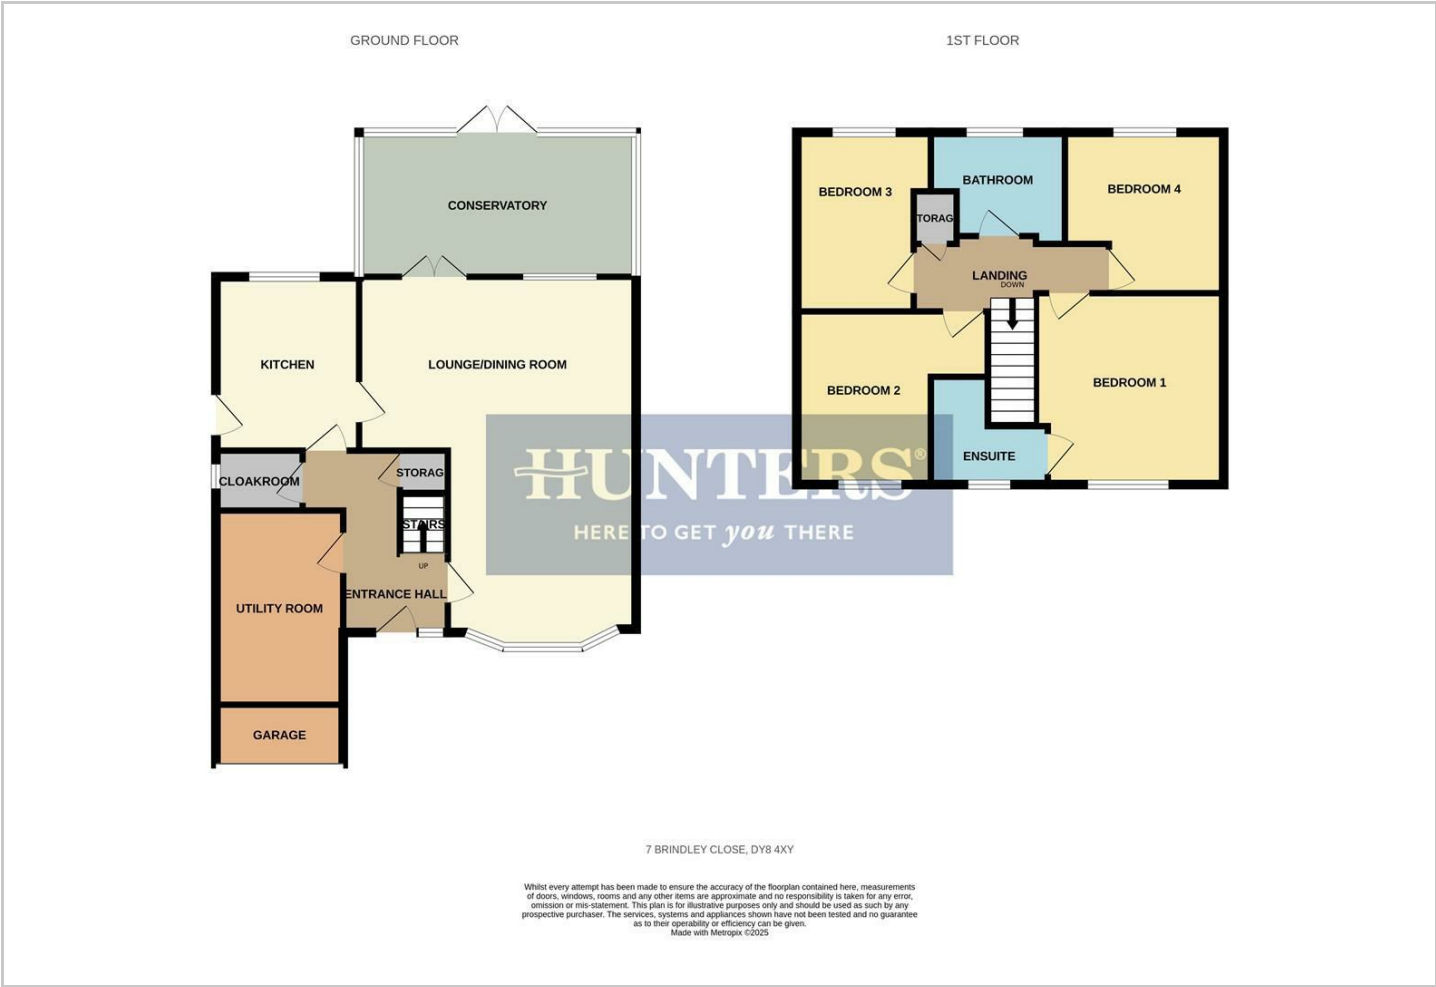 GROUND FLOOR
1ST FLOOR
CONSERVATORY
KITCHEN
LOUNGE/DINING ROOM
CLOAKROOM
STORAG
STAIRS
UP
ENTRANCE HALL
UTILITY ROOM
GARAGE
BEDROOM 3
BATHROOM
BEDROOM 4
TORAG
LANDING
DOWN
BEDROOM 2
BEDROOM 1
ENSUITE
HUNTERS®
HERE TO GET you THERE
7 BRINDLEY CLOSE, DY8 4XY
Whilst every attempt has been made to ensure the accuracy of the floorplan contained here, measurements
of doors, windows, rooms and any other items are approximate and no responsibility is taken for any error,
omission or mis-statement. This plan is for illustrative purposes only and should be used as such by any
prospective purchaser. The services, systems and appliances shown have not been tested and no guarantee
as to their operability or efficiency can be given.
Made with Metropix ©2025